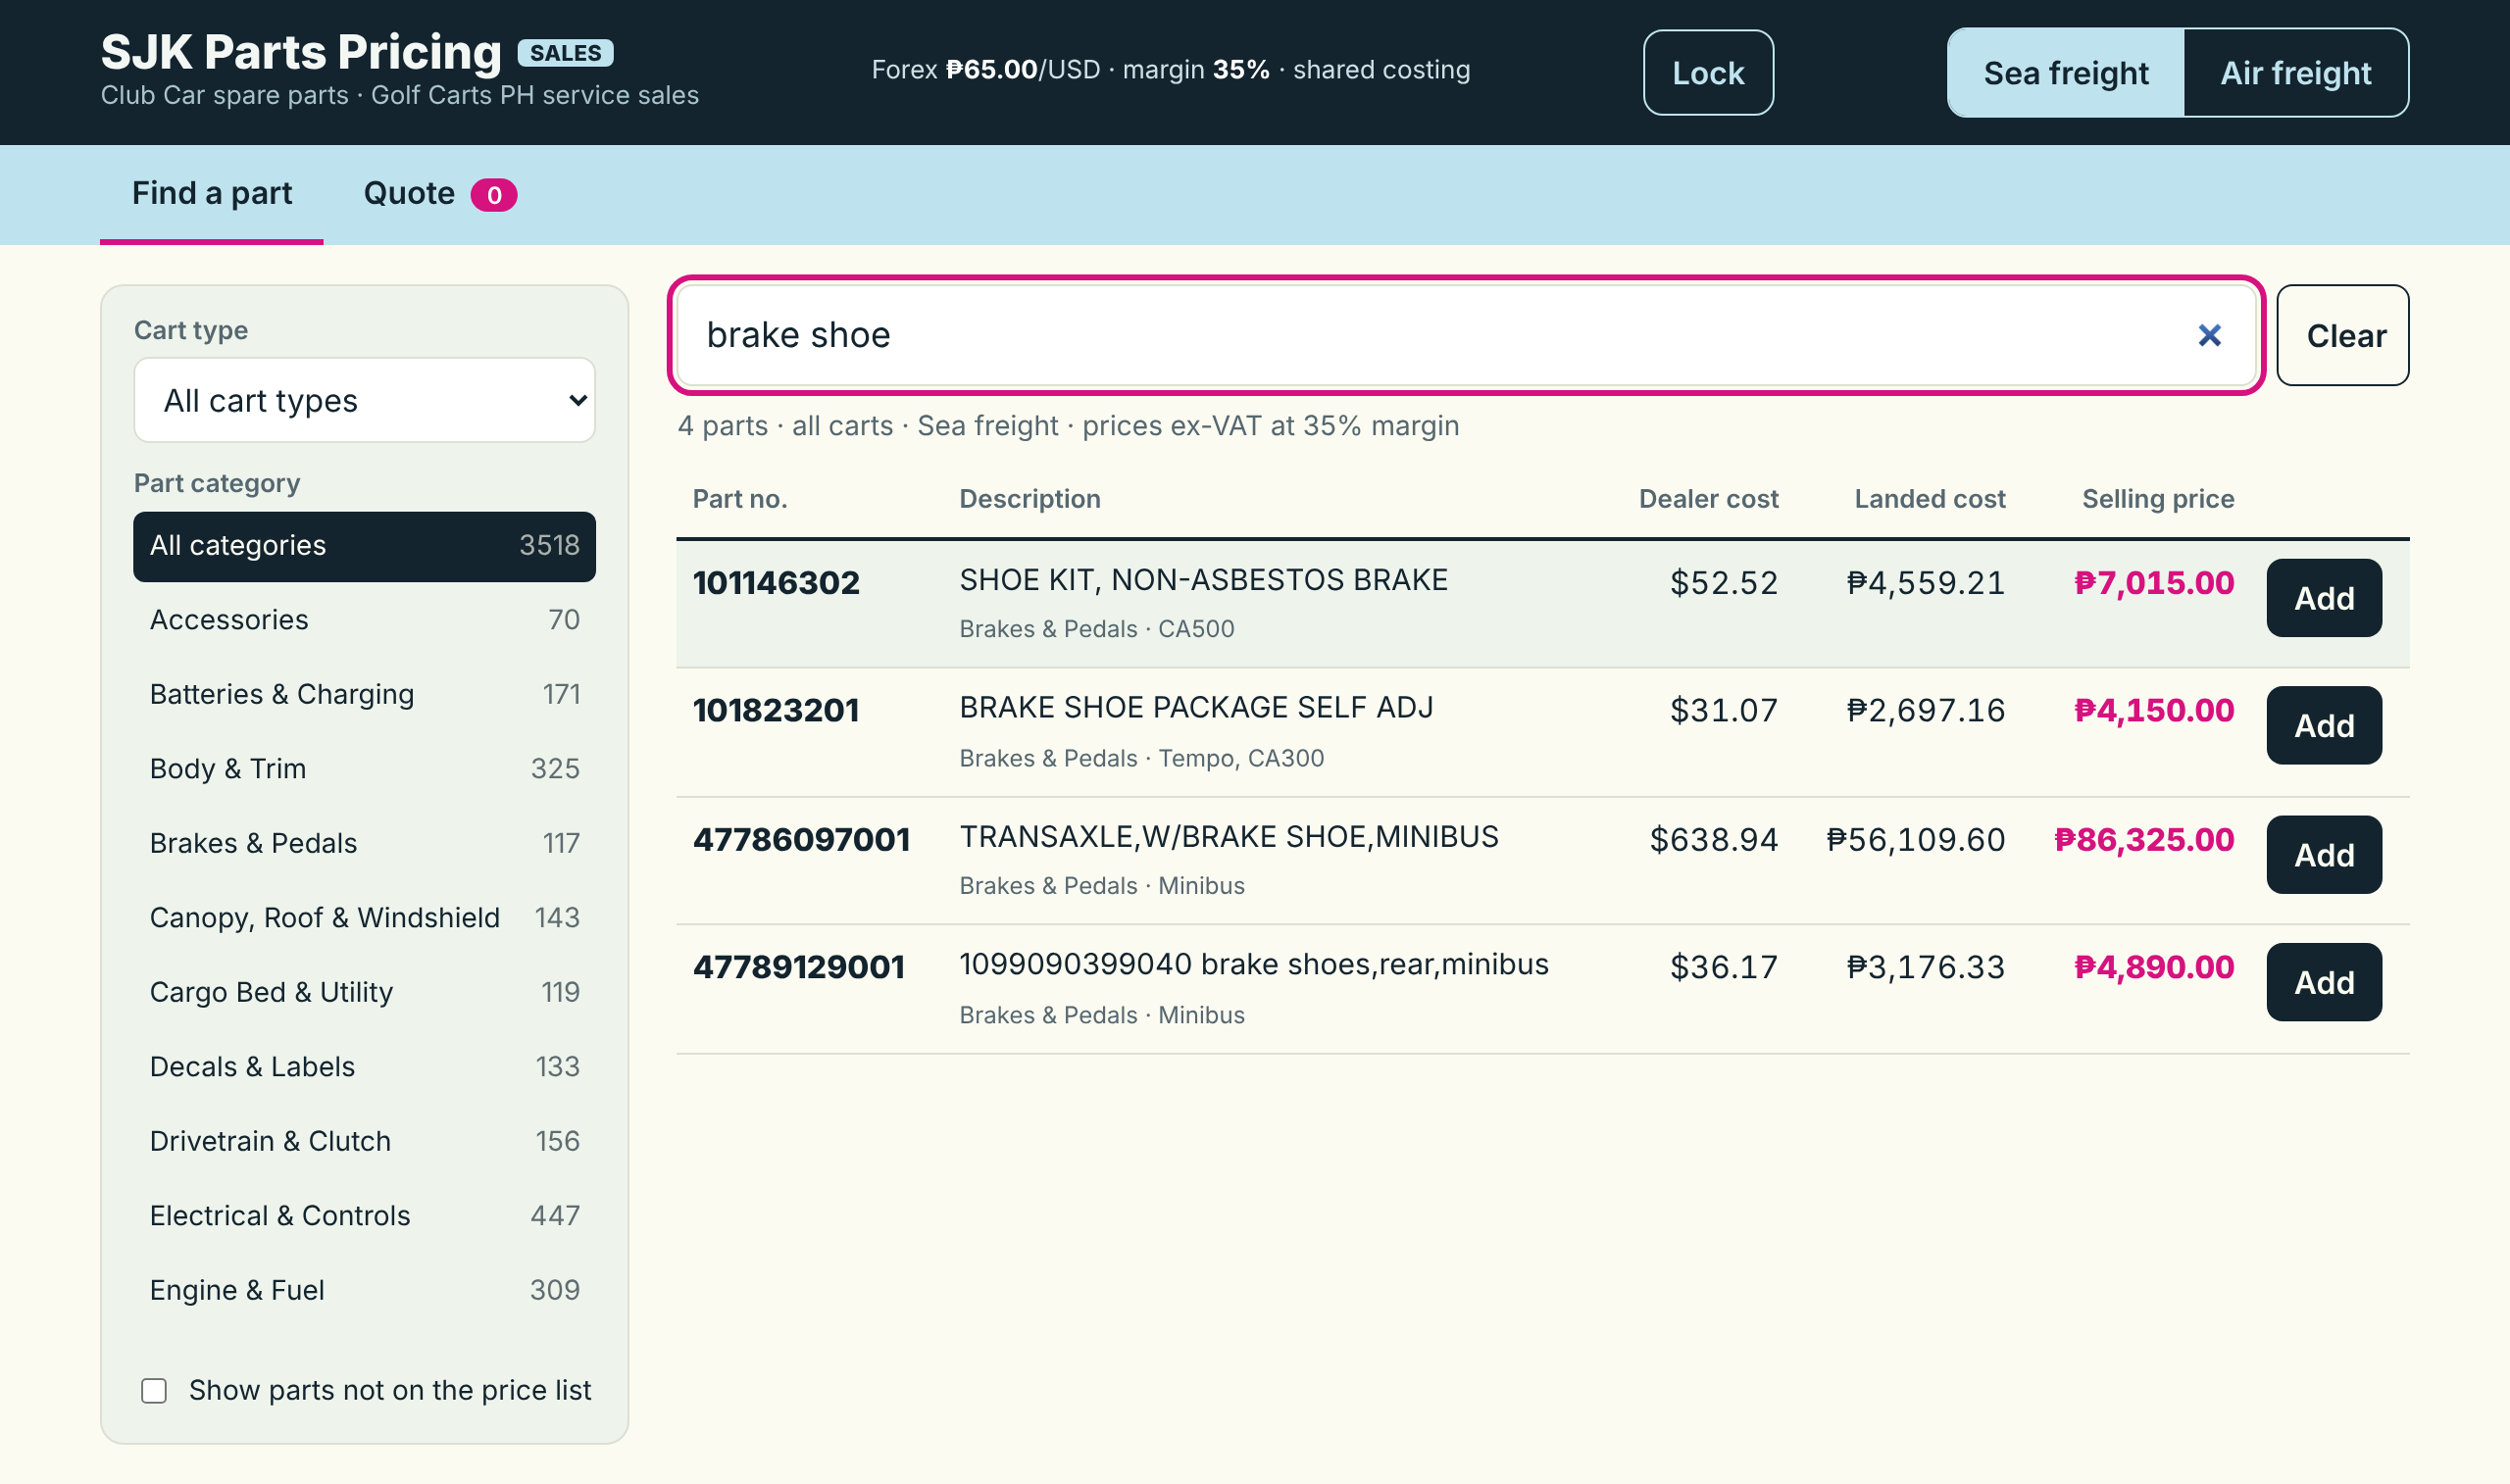 SJK Parts Pricing SALES
Club Car spare parts · Golf Carts PH service sales
Forex ₱65.00/USD · margin 35% · shared costing
Lock
Sea freight Air freight
Find a part Quote 0
Cart type
All cart types
Part category
All categories 3518
Accessories 70
Batteries & Charging 171
Body & Trim 325
Brakes & Pedals 117
Canopy, Roof & Windshield 143
Cargo Bed & Utility 119
Decals & Labels 133
Drivetrain & Clutch 156
Electrical & Controls 447
Engine & Fuel 309
Show parts not on the price list
brake shoe
Clear
4 parts · all carts · Sea freight · prices ex-VAT at 35% margin
Part no. Description Dealer cost Landed cost Selling price
101146302 SHOE KIT, NON-ASBESTOS BRAKE $52.52 ₱4,559.21 ₱7,015.00 Add
Brakes & Pedals · CA500
101823201 BRAKE SHOE PACKAGE SELF ADJ $31.07 ₱2,697.16 ₱4,150.00 Add
Brakes & Pedals · Tempo, CA300
47786097001 TRANSAXLE,W/BRAKE SHOE,MINIBUS $638.94 ₱56,109.60 ₱86,325.00 Add
Brakes & Pedals · Minibus
47789129001 1099090399040 brake shoes,rear,minibus $36.17 ₱3,176.33 ₱4,890.00 Add
Brakes & Pedals · Minibus